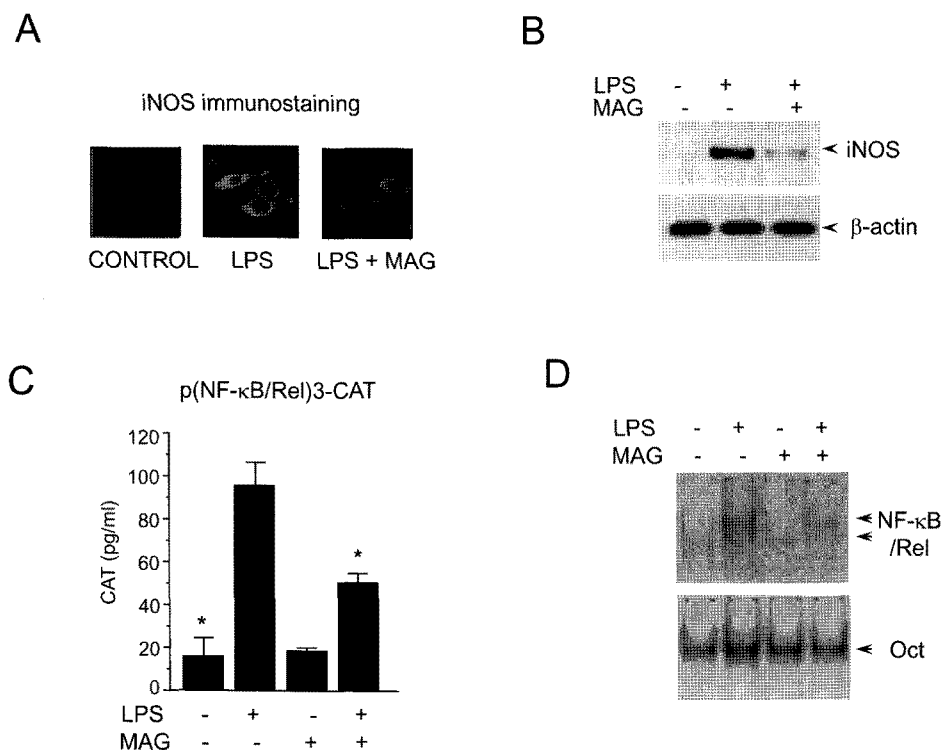 A
iNOS immunostaining
CONTROL LPS LPS + MAG
B
LPS - + +
MAG - - +
iNOS
β-actin
C
p(NF-κB/Rel)3-CAT
CAT (pg/ml)
120
100
80
60
40
20
0
*
*
LPS - + - +
MAG - - + +
D
LPS - + - +
MAG - - + +
NF-κB
/Rel
Oct